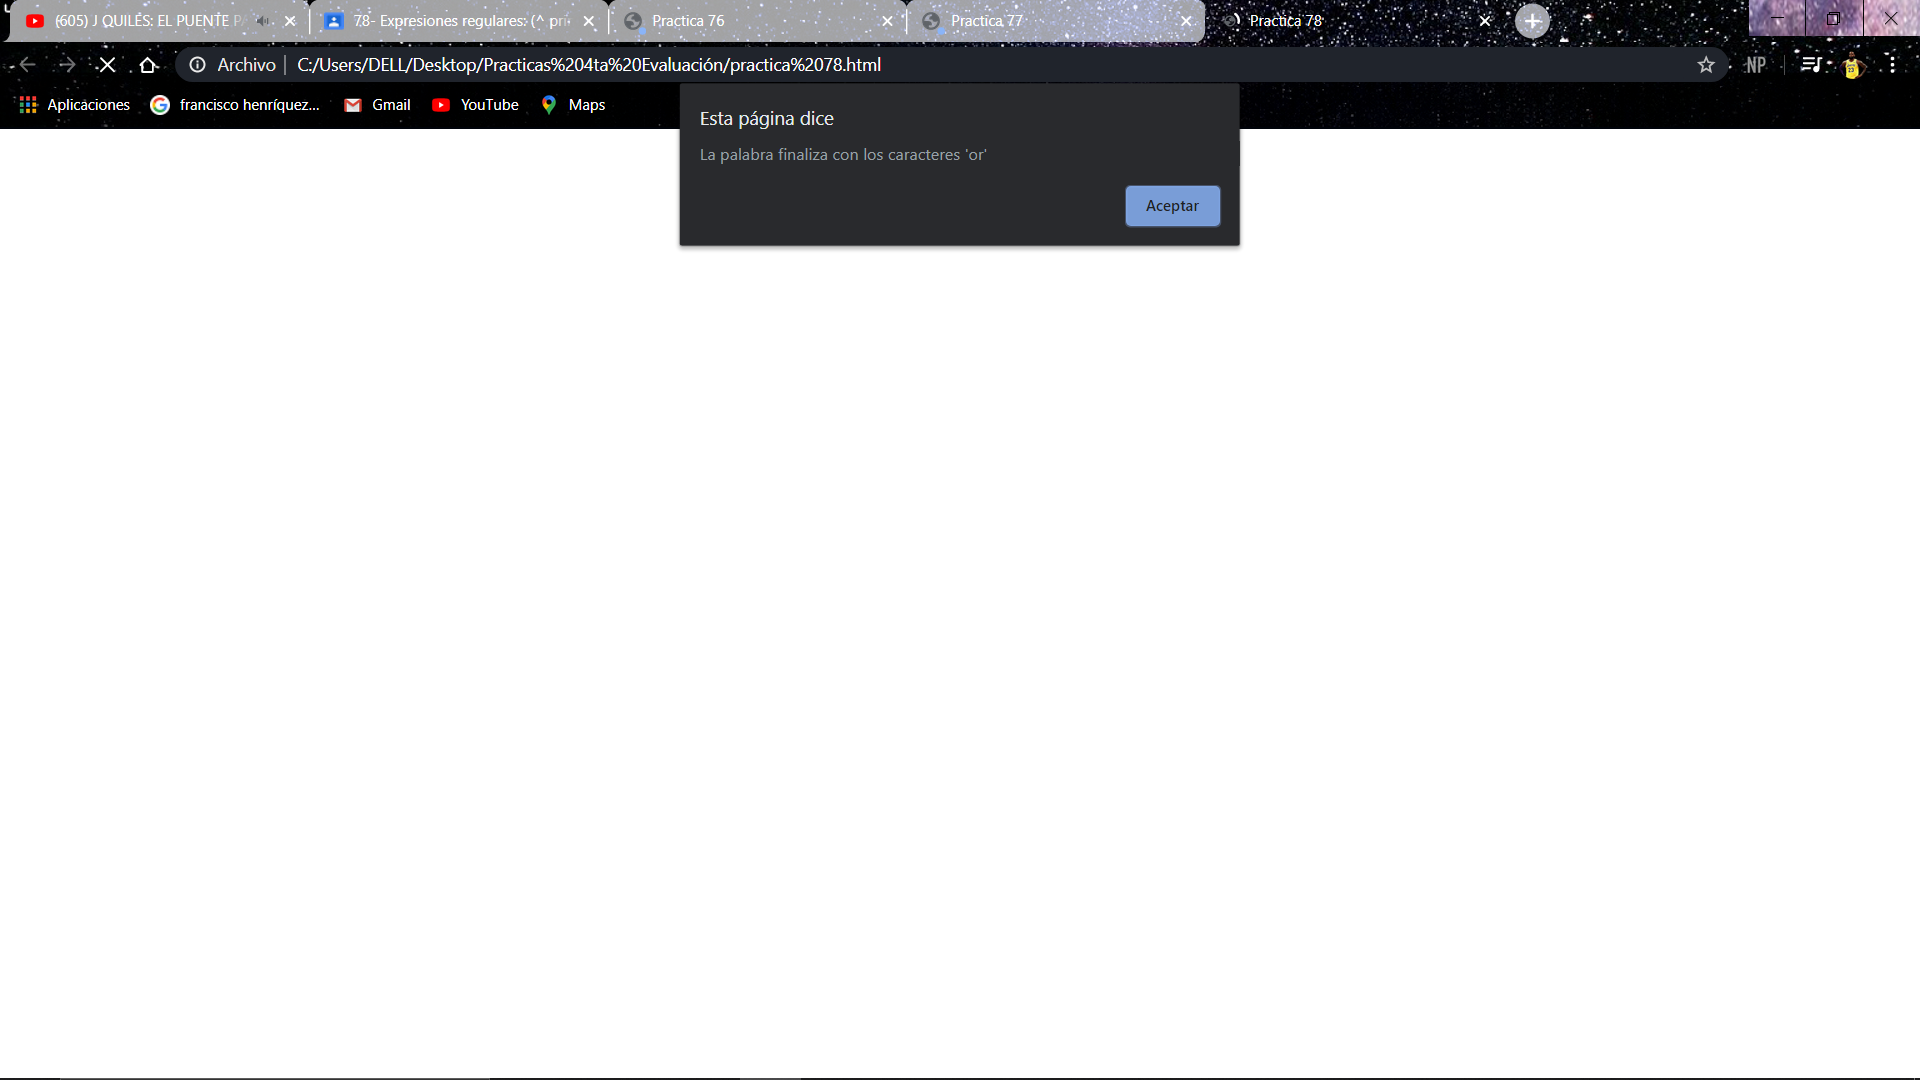 (605) J QUILES: EL PUENTE P
78- Expresiones regulares: (^ pri
Practica 76
Practica 77
Practica 78
Archivo | C:/Users/DELL/Desktop/Practicas%204ta%20Evaluación/practica%2078.html
NP
Aplicaciones
francisco henríquez...
Gmail
YouTube
Maps
Esta página dice
La palabra finaliza con los caracteres 'or'
Aceptar